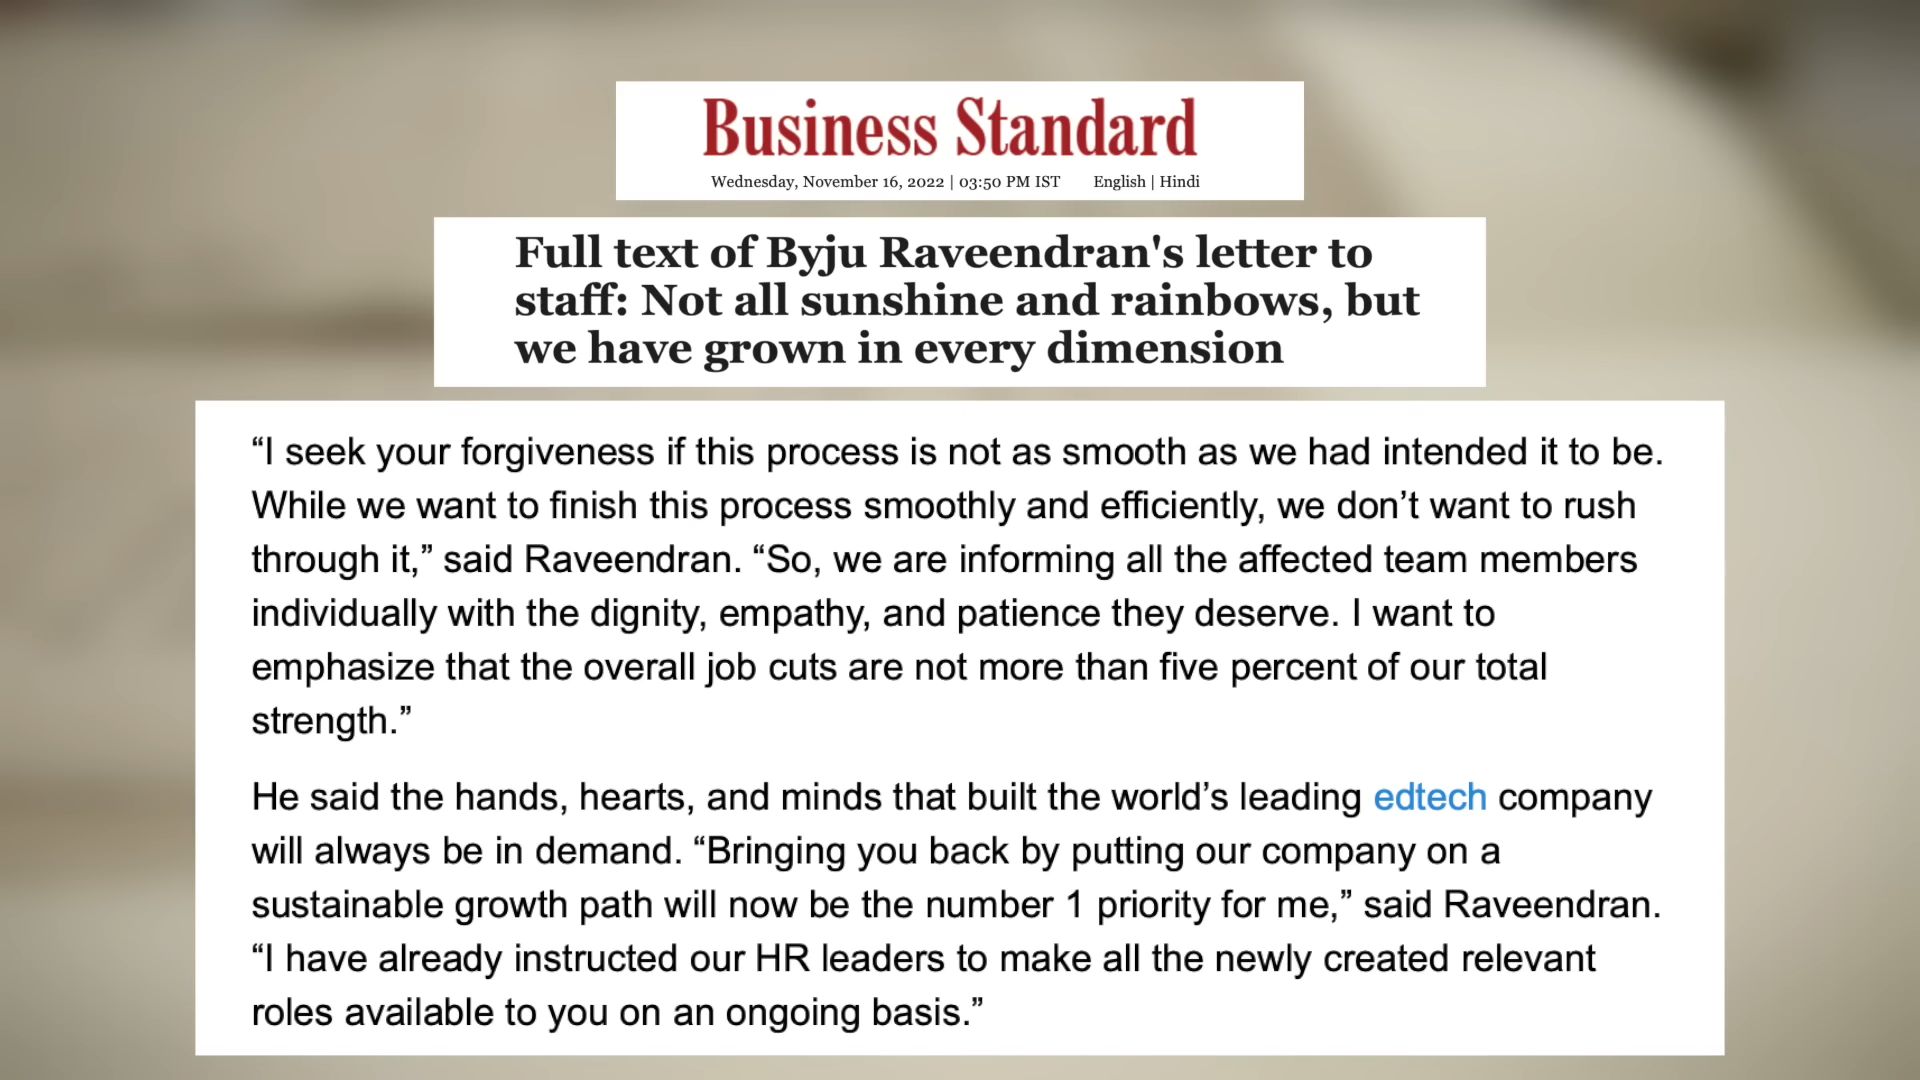 Business Standard
Wednesday, November 16, 2022 | 03:50 PM IST English | Hindi
Full text of Byju Raveendran's letter to
staff: Not all sunshine and rainbows, but
we have grown in every dimension
“I seek your forgiveness if this process is not as smooth as we had intended it to be.
While we want to finish this process smoothly and efficiently, we don’t want to rush
through it,” said Raveendran. “So, we are informing all the affected team members
individually with the dignity, empathy, and patience they deserve. I want to
emphasize that the overall job cuts are not more than five percent of our total
strength.”
He said the hands, hearts, and minds that built the world’s leading edtech company
will always be in demand. “Bringing you back by putting our company on a
sustainable growth path will now be the number 1 priority for me,” said Raveendran.
“I have already instructed our HR leaders to make all the newly created relevant
roles available to you on an ongoing basis.”